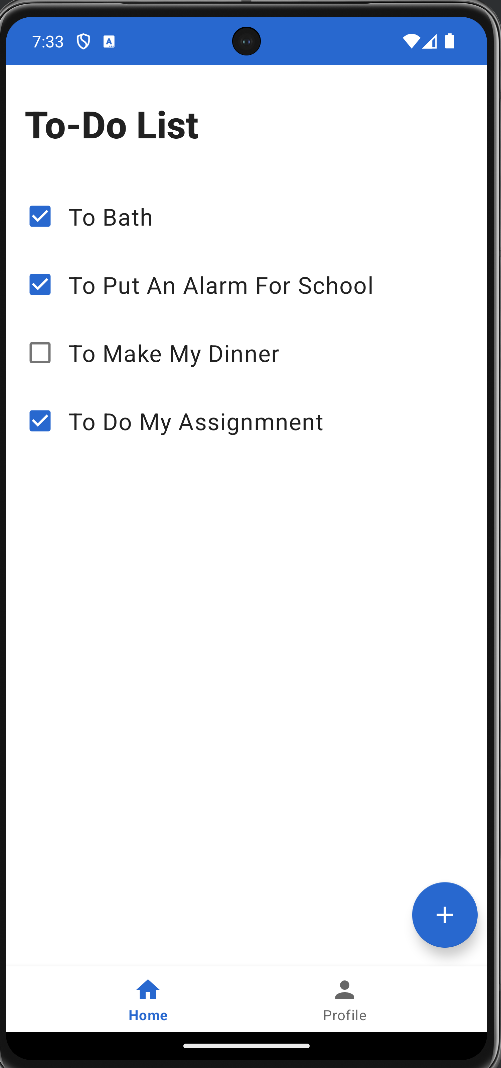 7:33
To-Do List
To Bath
To Put An Alarm For School
To Make My Dinner
To Do My Assignmnent
Home
Profile